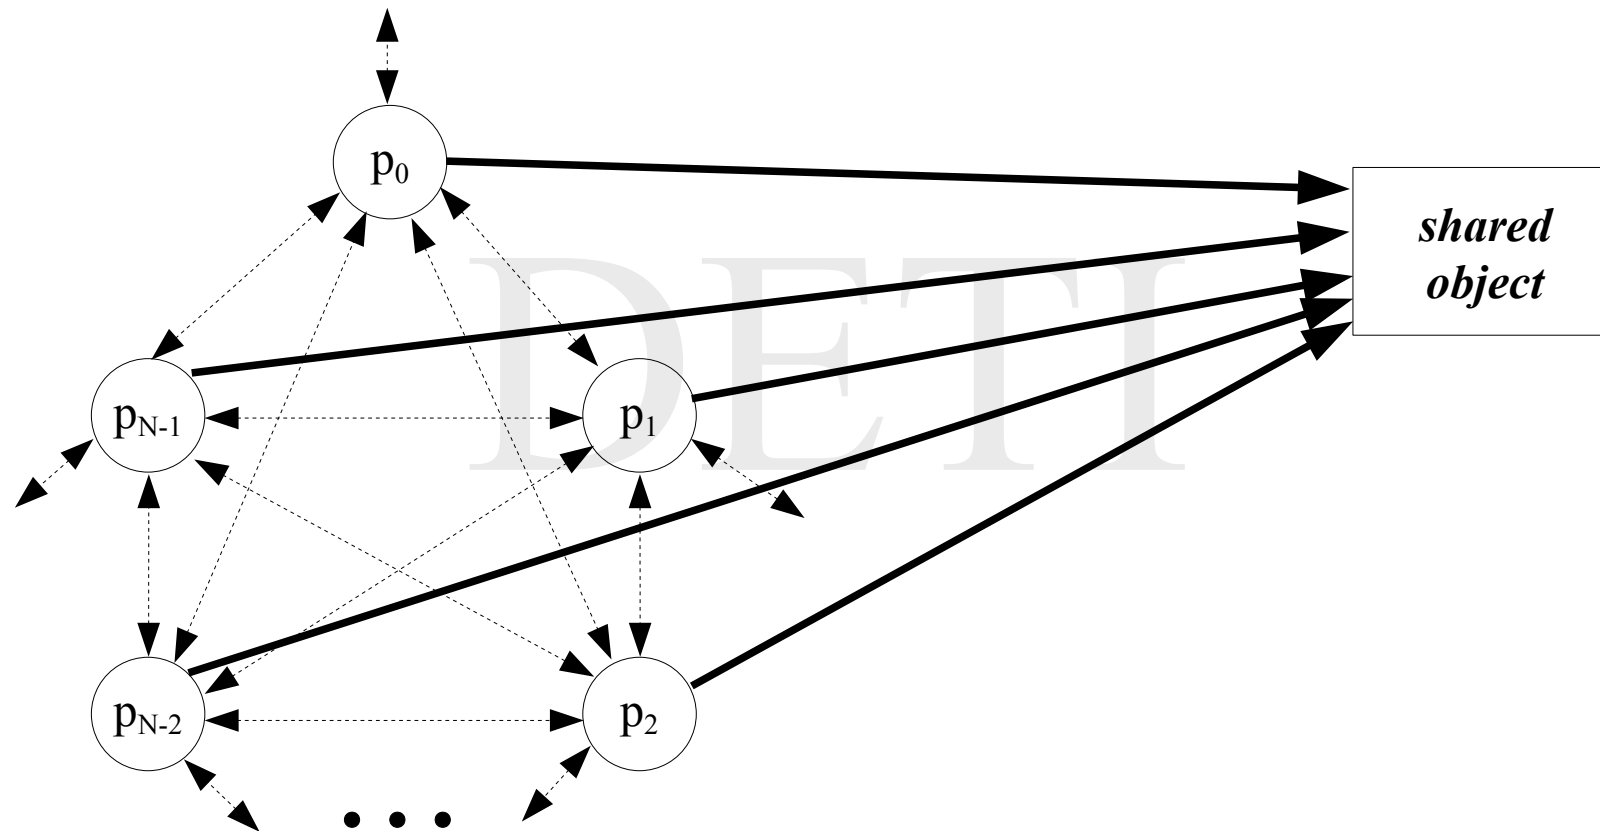 p0
shared
object
DETI
pN-1
p1
pN-2
p2
• • •